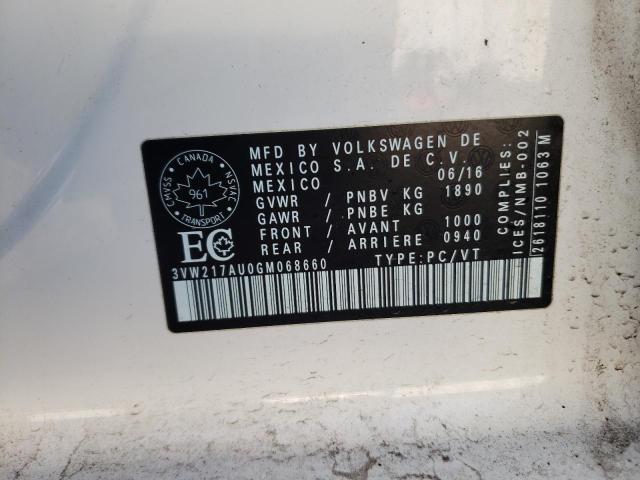 MFD BY VOLKSWAGEN DE
MEXICO S.A. DE C.V.
MEXICO 06/16
GVWR / PNBV KG 1890
GAWR / PNBE KG
FRONT / AVANT 1000
REAR / ARRIERE 0940
3VW217AU0GM068660 TYPE:PC/VT
CANADA
CMVSS NSVAC
961
TRANSPORT
EC
COMPLIES:
ICES/NMB-002
2618110 1063 M